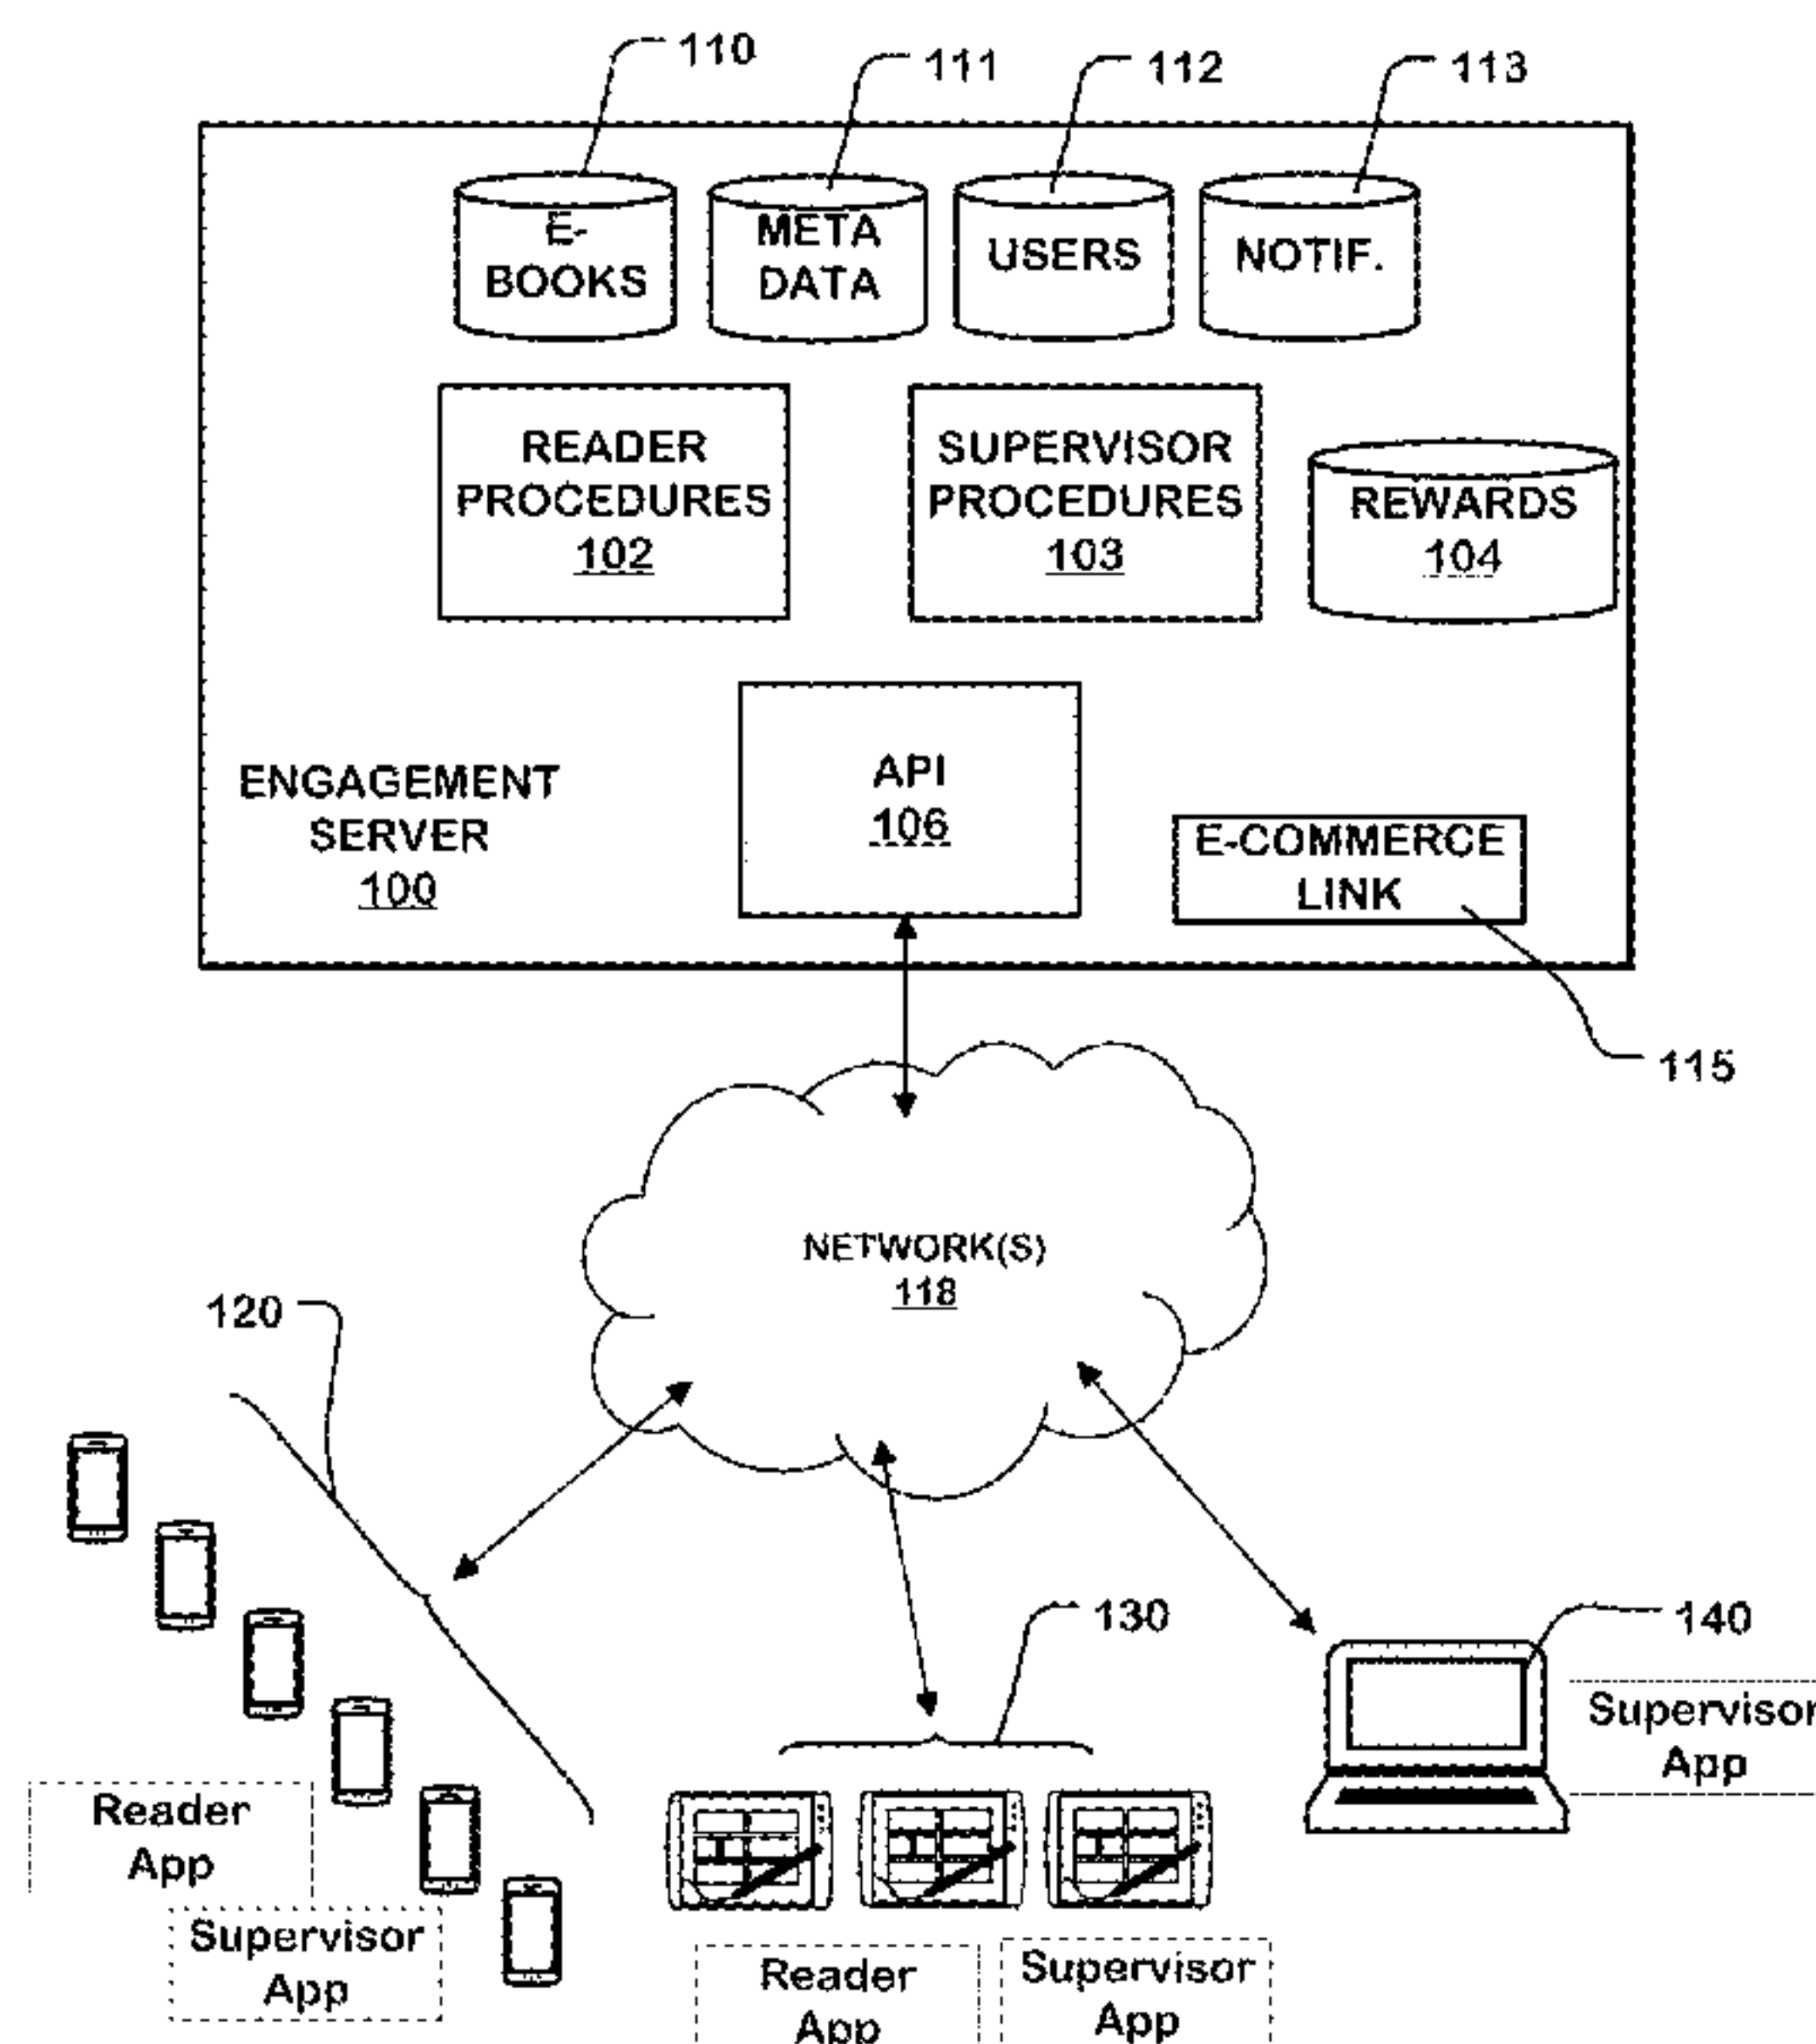 110
111
112
113
E-
BOOKS
META
DATA
USERS
NOTIF.
READER
PROCEDURES
102
SUPERVISOR
PROCEDURES
103
REWARDS
104
ENGAGEMENT
SERVER
100
API
106
E-COMMERCE
LINK
115
NETWORK(S)
118
120
130
140
Supervisor
App
Reader
App
Supervisor
App
Reader
App
Supervisor
App